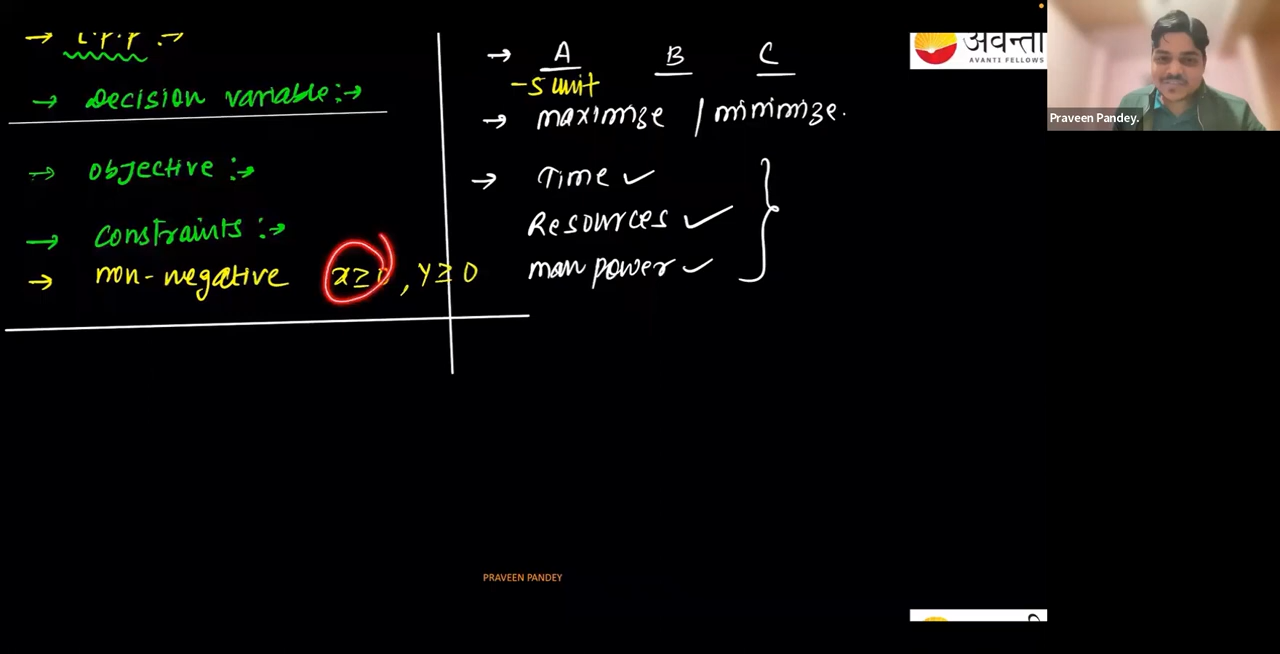 → L.P.P :→
→ Decision variable:→
→ objective :→
→ constraints :→
→ non-negative x ≥ 0, y ≥ 0
→ A B C
-5 unit
→ maximize / minimize.
→ Time ✓
Resources ✓
man power ✓
अवन्ती
AVANTI FELLOWS
Praveen Pandey.
PRAVEEN PANDEY